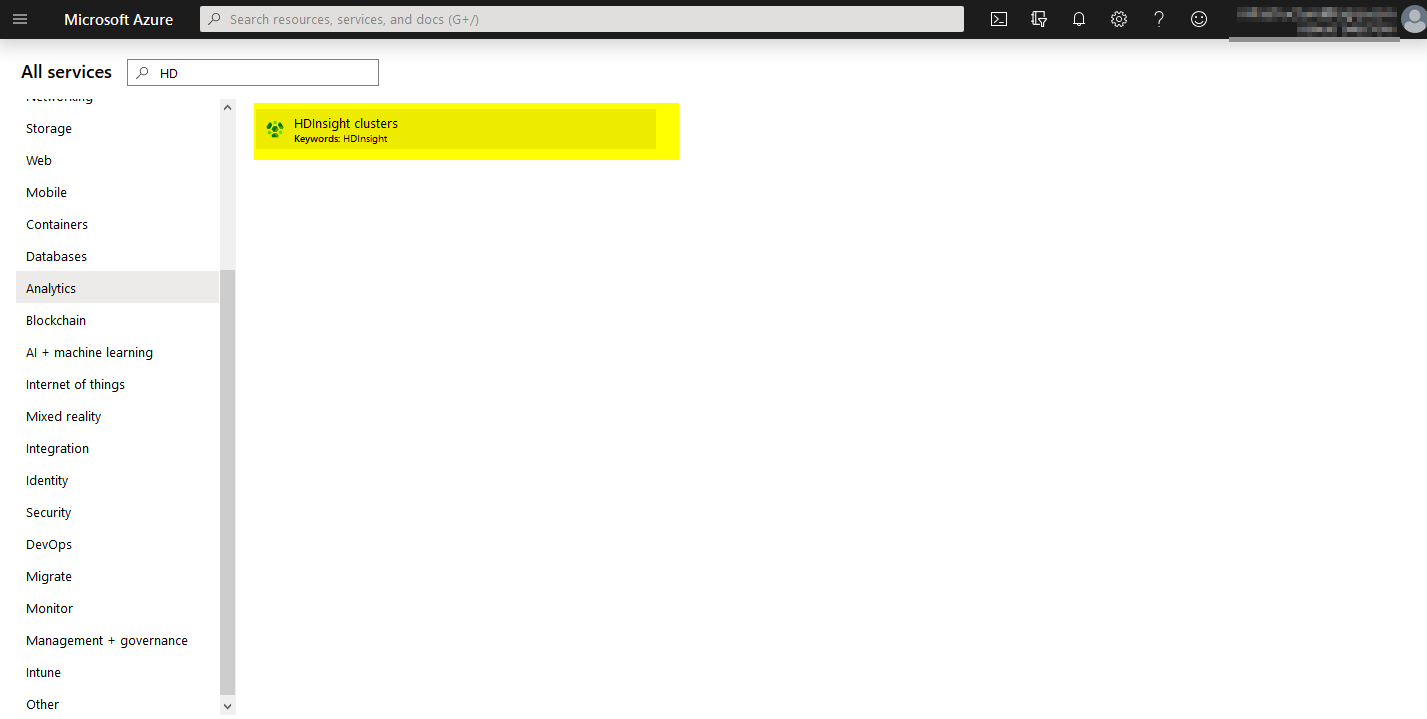 Microsoft Azure
Search resources, services, and docs (G+/)
All services
HD
Networking
Storage
Web
Mobile
Containers
Databases
Analytics
Blockchain
AI + machine learning
Internet of things
Mixed reality
Integration
Identity
Security
DevOps
Migrate
Monitor
Management + governance
Intune
Other
HDInsight clusters
Keywords: HDInsight